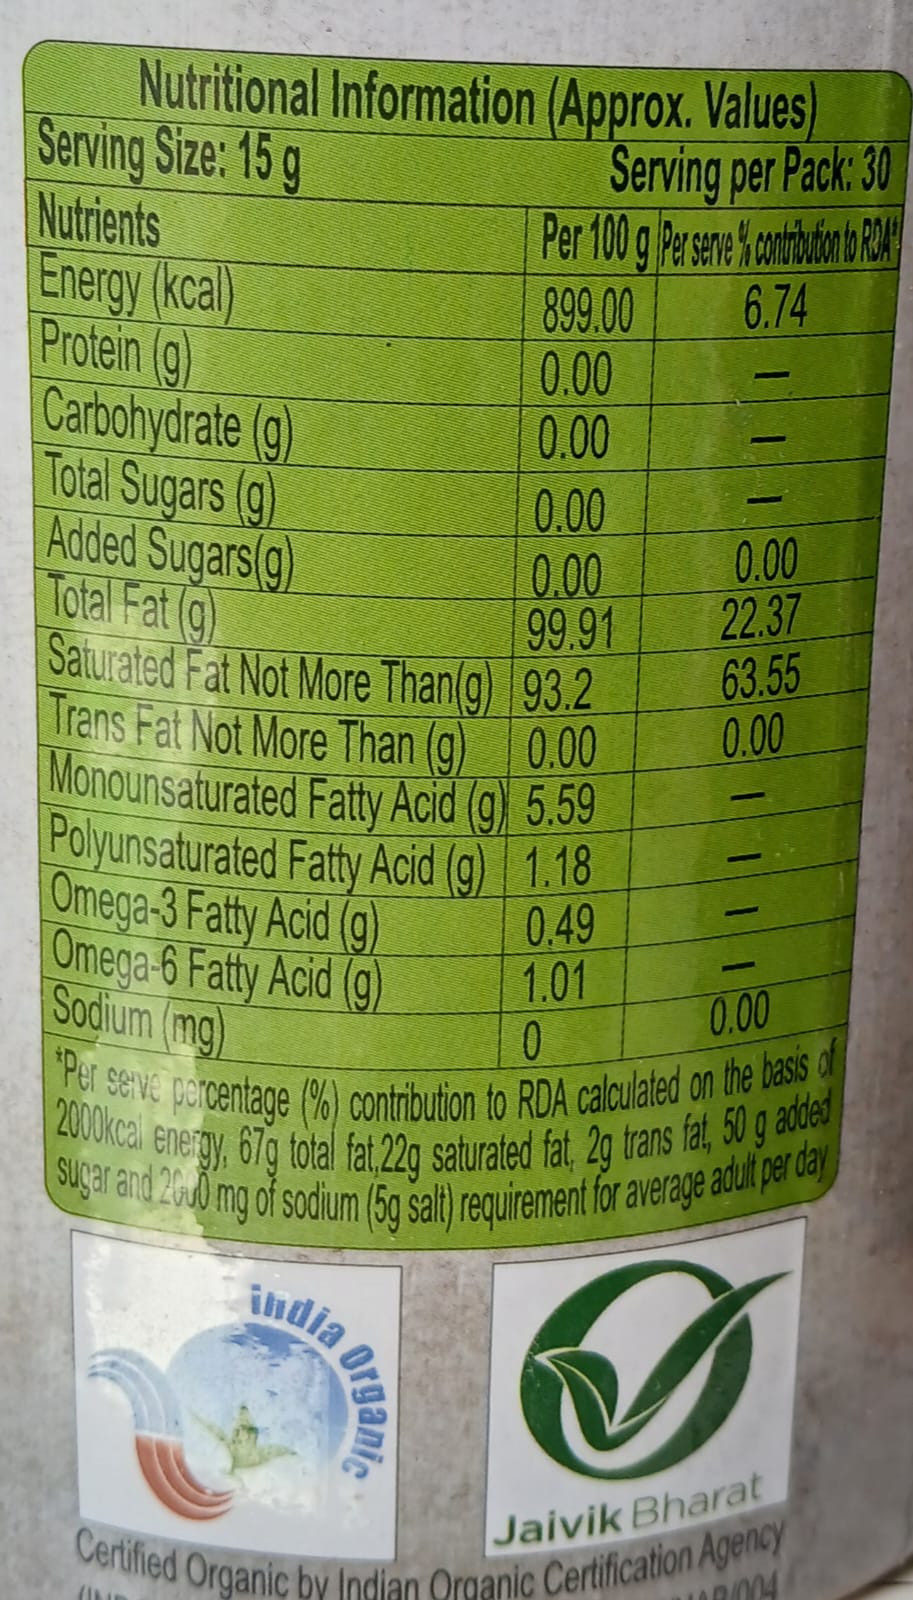 Nutritional Information (Approx. Values)
Serving Size: 15 g Serving per Pack: 30
Nutrients Per 100 g Per serve % contribution to RDA*
Energy (kcal) 899.00 6.74
Protein (g) 0.00 —
Carbohydrate (g) 0.00 —
Total Sugars (g) 0.00 —
Added Sugars(g) 0.00 0.00
Total Fat (g) 99.91 22.37
Saturated Fat Not More Than(g) 93.2 63.55
Trans Fat Not More Than (g) 0.00 0.00
Monounsaturated Fatty Acid (g) 5.59 —
Polyunsaturated Fatty Acid (g) 1.18 —
Omega-3 Fatty Acid (g) 0.49 —
Omega-6 Fatty Acid (g) 1.01 —
Sodium (mg) 0 0.00
*Per serve percentage (%) contribution to RDA calculated on the basis of
2000kcal energy, 67g total fat,22g saturated fat, 2g trans fat, 50 g added
sugar and 2000 mg of sodium (5g salt) requirement for average adult per day
india Organic
Jaivik Bharat
Certified Organic by Indian Organic Certification Agency